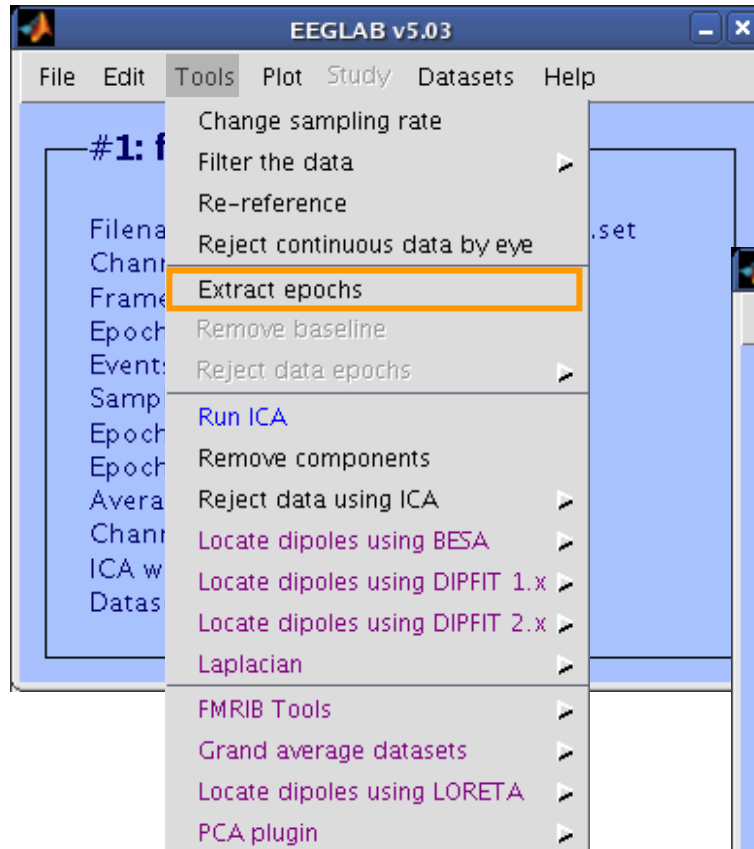 EEGLAB v5.03
File Edit Tools Plot Study Datasets Help
#1: f
Filena .set
Chann
Frame
Epoch
Events
Samp
Epoch
Epoch
Avera
Chann
ICA w
Datas
Change sampling rate
Filter the data
Re-reference
Reject continuous data by eye
Extract epochs
Remove baseline
Reject data epochs
Run ICA
Remove components
Reject data using ICA
Locate dipoles using BESA
Locate dipoles using DIPFIT 1.x
Locate dipoles using DIPFIT 2.x
Laplacian
FMRIB Tools
Grand average datasets
Locate dipoles using LORETA
PCA plugin